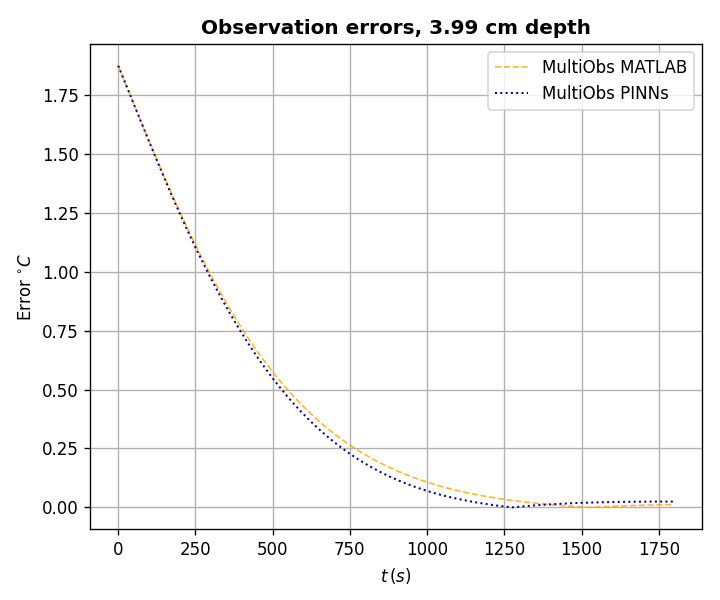 Observation errors, 3.99 cm depth
MultiObs MATLAB
MultiObs PINNs
Error °C
1.75
1.50
1.25
1.00
0.75
0.50
0.25
0.00
0 250 500 750 1000 1250 1500 1750
t (s)